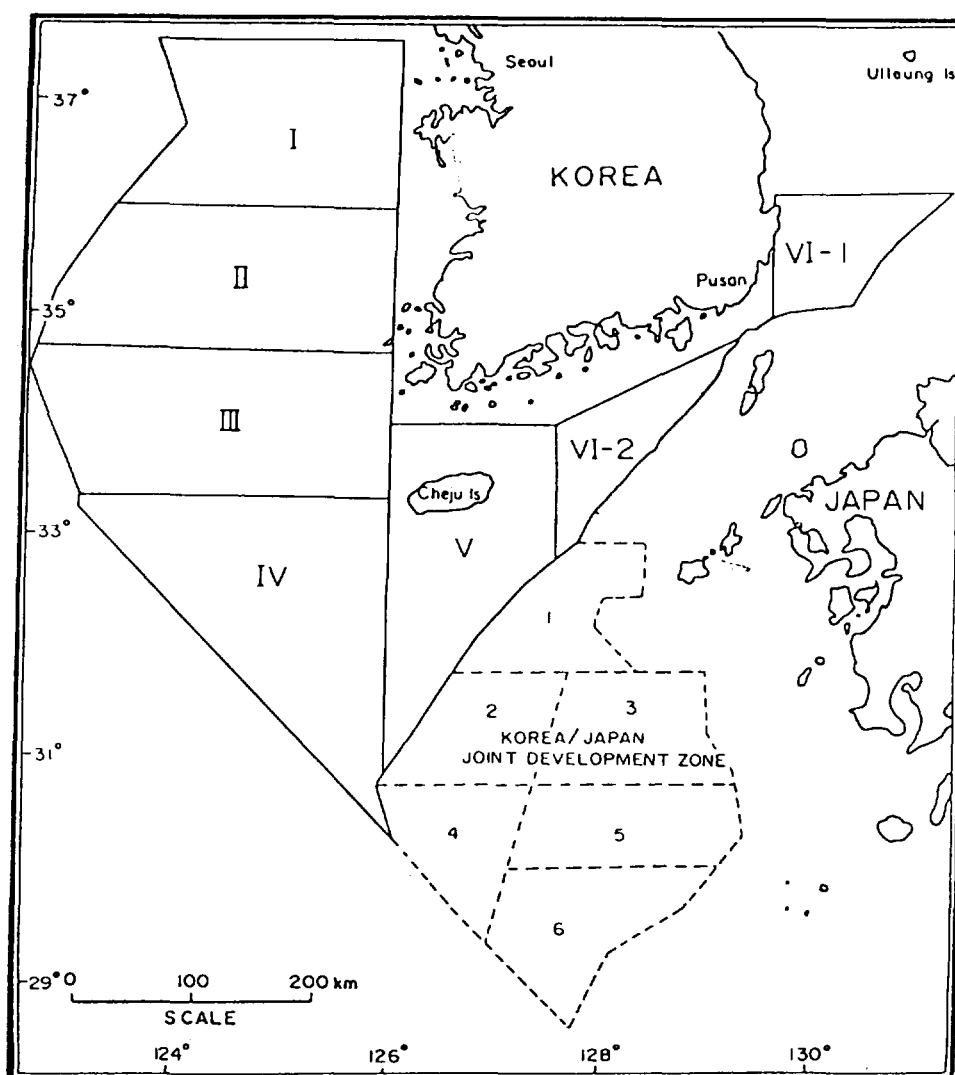 Seoul
Ullaung Is
37°
I
KOREA
II
VI-1
Pusan
35°
III
VI-2
Cheju Is
JAPAN
33°
V
IV
1
2
3
KOREA/JAPAN
JOINT DEVELOPMENT ZONE
31°
4
5
6
29°
0 100 200 km
SCALE
124° 126° 128° 130°